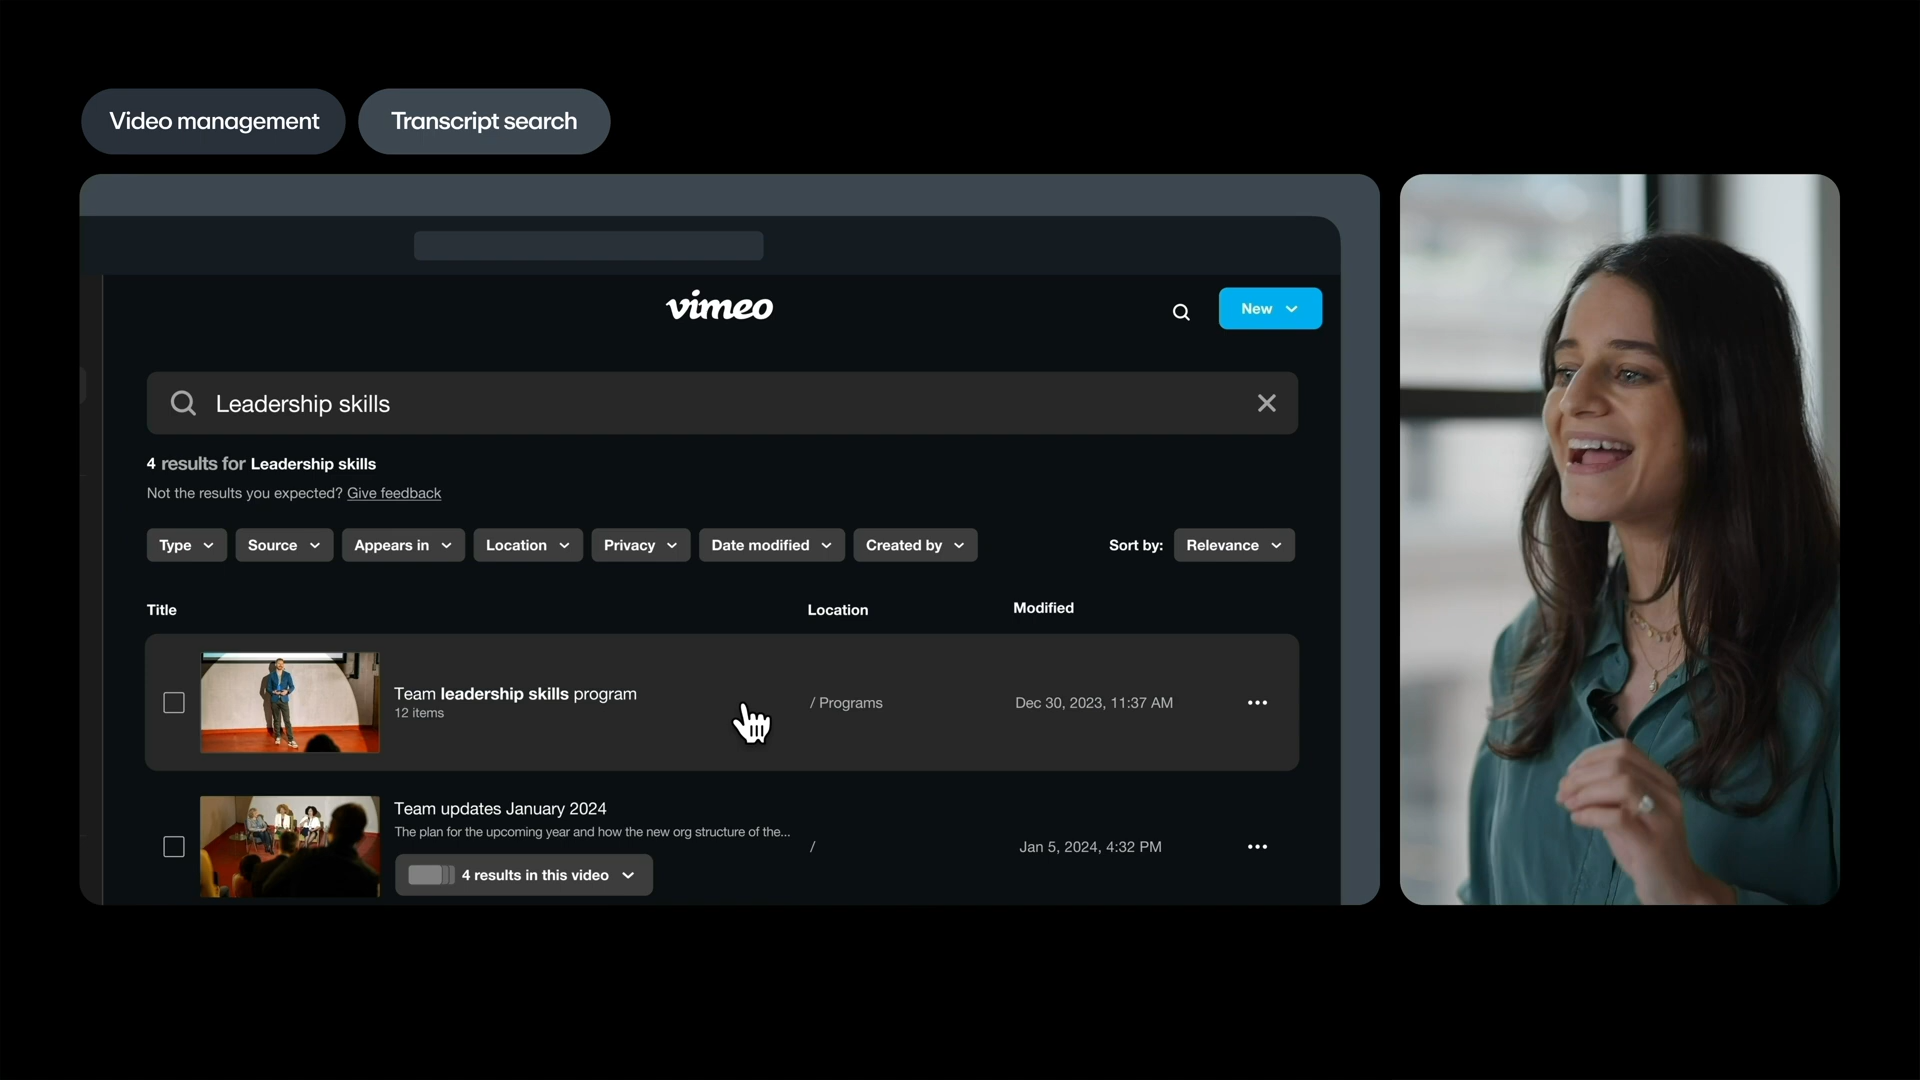 Video management
Transcript search
vimeo
New
Leadership skills
4 results for Leadership skills
Not the results you expected? Give feedback
Type
Source
Appears in
Location
Privacy
Date modified
Created by
Sort by:
Relevance
Title
Location
Modified
Team leadership skills program
12 items
/ Programs
Dec 30, 2023, 11:37 AM
Team updates January 2024
The plan for the upcoming year and how the new org structure of the...
/
Jan 5, 2024, 4:32 PM
4 results in this video